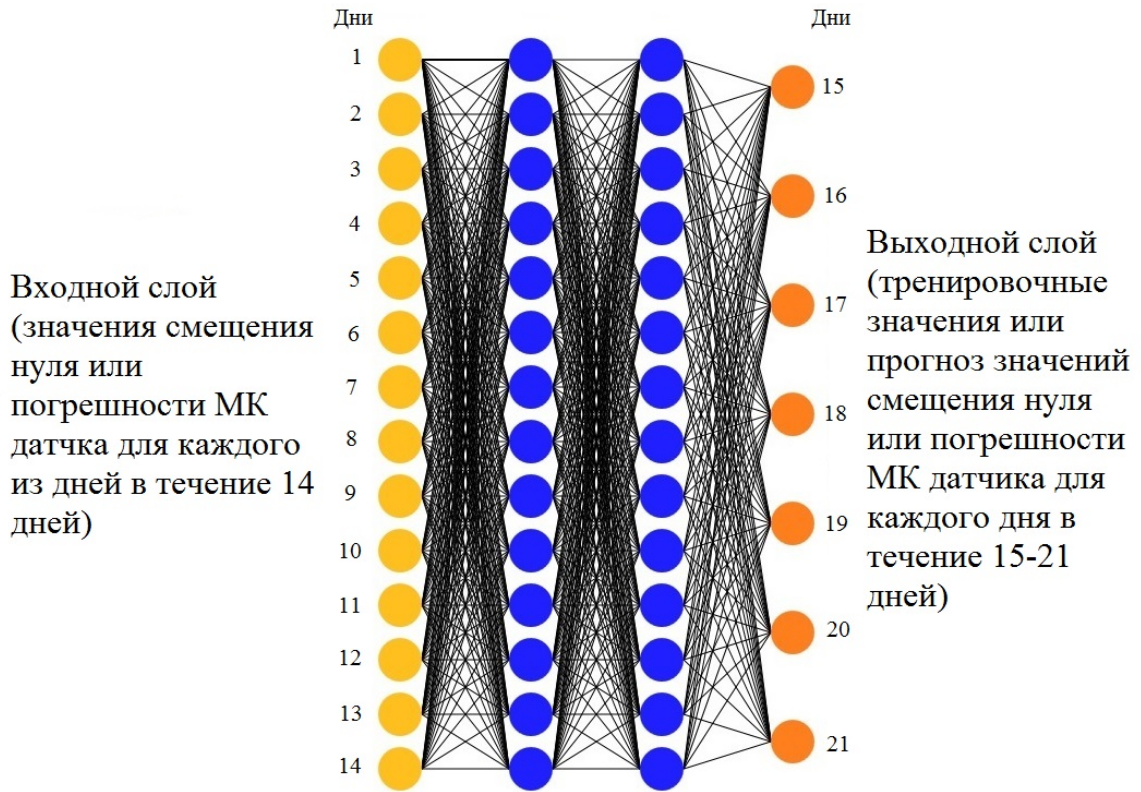 Дни
1
2
3
4
5
6
7
8
9
10
11
12
13
14
Входной слой
(значения смещения
нуля или
погрешности МК
датчка для каждого
из дней в течение 14
дней)
Дни
15
16
17
18
19
20
21
Выходной слой
(тренировочные
значения или
прогноз значений
смещения нуля
или погрешности
МК датчика для
каждого дня в
течение 15-21
дней)